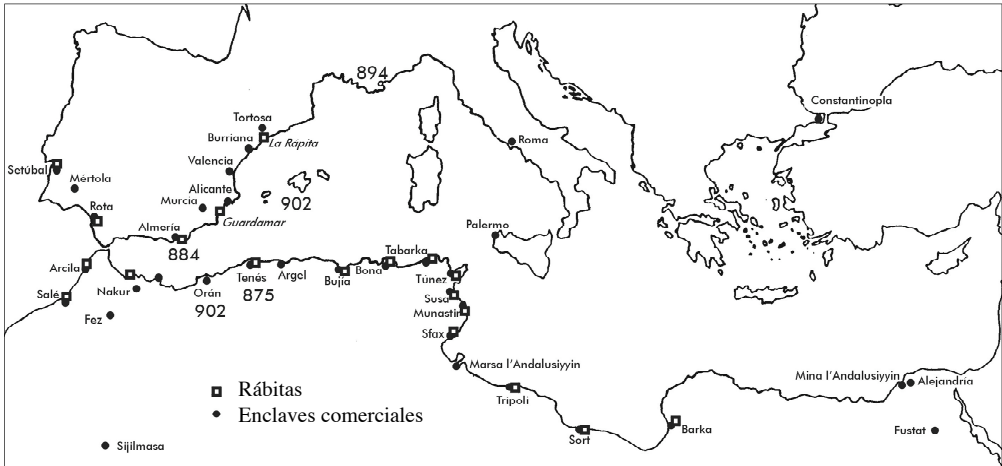 894
Constantinopla
Tortosa
Burriana
La Rápita
Roma
Valencia
Setúbal
Mértola
Alicante
902
Murcia
Rota
Guardamar
Palermo
Almería
884
Tabarka
Arcila
Bona
Tenés
Argel
Bujía
Túnez
Nakur
Orán
875
Salé
902
Susa
Munastir
Fez
Sfax
Marsa l'Andalusiyyin
Mina l'Andalusiyyin
Alejandría
Rábitas
Trípoli
Enclaves comerciales
Sort
Barka
Fustat
Sijilmasa